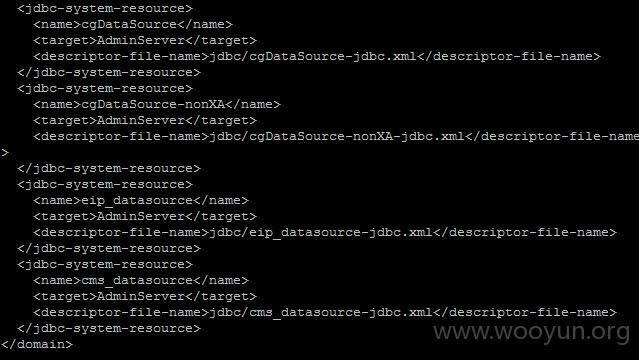 <jdbc-system-resource>
<name>cgDataSource</name>
<target>AdminServer</target>
<descriptor-file-name>jdbc/cgDataSource-jdbc.xml</descriptor-file-name>
</jdbc-system-resource>
<jdbc-system-resource>
<name>cgDataSource-nonXA</name>
<target>AdminServer</target>
<descriptor-file-name>jdbc/cgDataSource-nonXA-jdbc.xml</descriptor-file-name
>
</jdbc-system-resource>
<jdbc-system-resource>
<name>eip_datasource</name>
<target>AdminServer</target>
<descriptor-file-name>jdbc/eip_datasource-jdbc.xml</descriptor-file-name>
</jdbc-system-resource>
<jdbc-system-resource>
<name>cms_datasource</name>
<target>AdminServer</target>
<descriptor-file-name>jdbc/cms_datasource-jdbc.xml</descriptor-file-name>
</jdbc-system-resource>
</domain>
www.wooyun.org